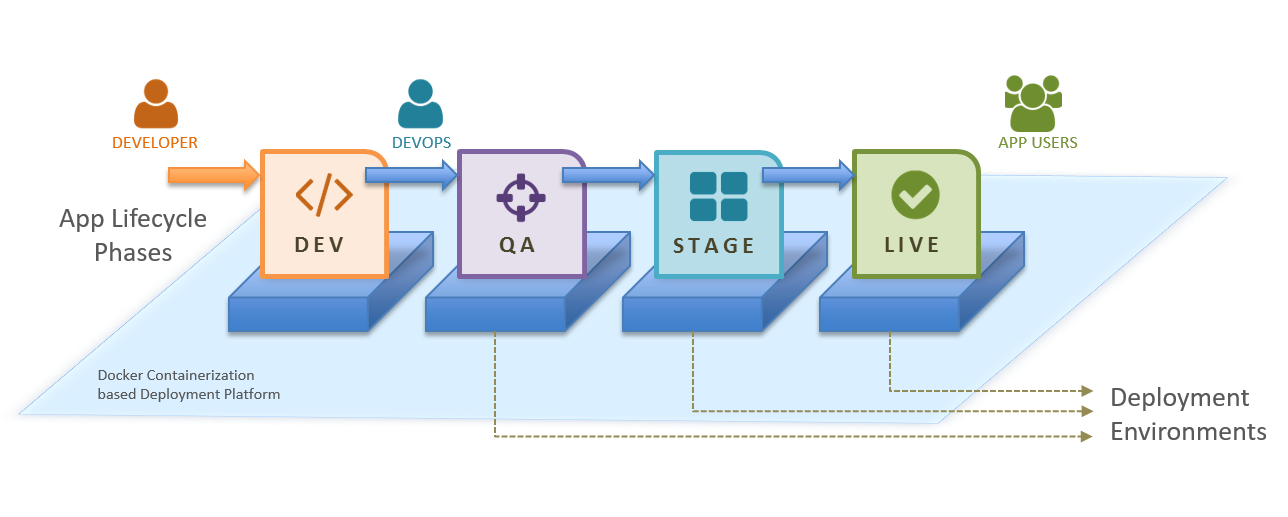 DEVELOPER
DEVOPS
APP USERS
App Lifecycle
Phases
DEV
QA
STAGE
LIVE
Docker Containerization
based Deployment Platform
Deployment
Environments